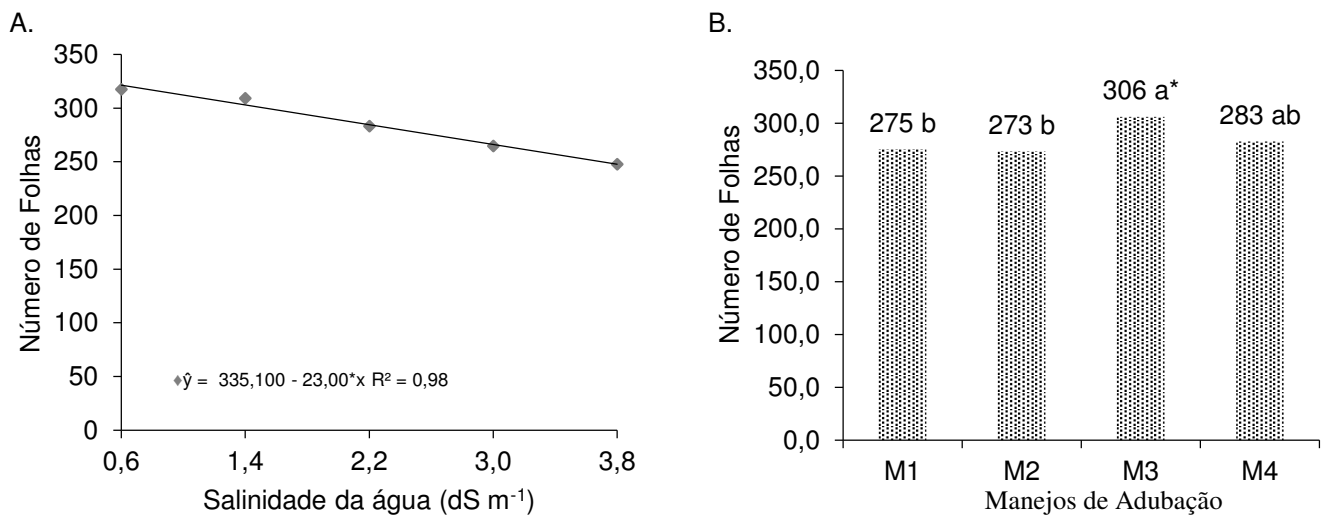 A.
350
300
250
200
150
100
50
0
Número de Folhas
ŷ = 335,100 - 23,00*x R² = 0,98
0,6 1,4 2,2 3,0 3,8
Salinidade da água (dS m⁻¹)
B.
350,0
300,0
250,0
200,0
150,0
100,0
50,0
0,0
Número de Folhas
275 b 273 b 306 a* 283 ab
M1 M2 M3 M4
Manejos de Adubação